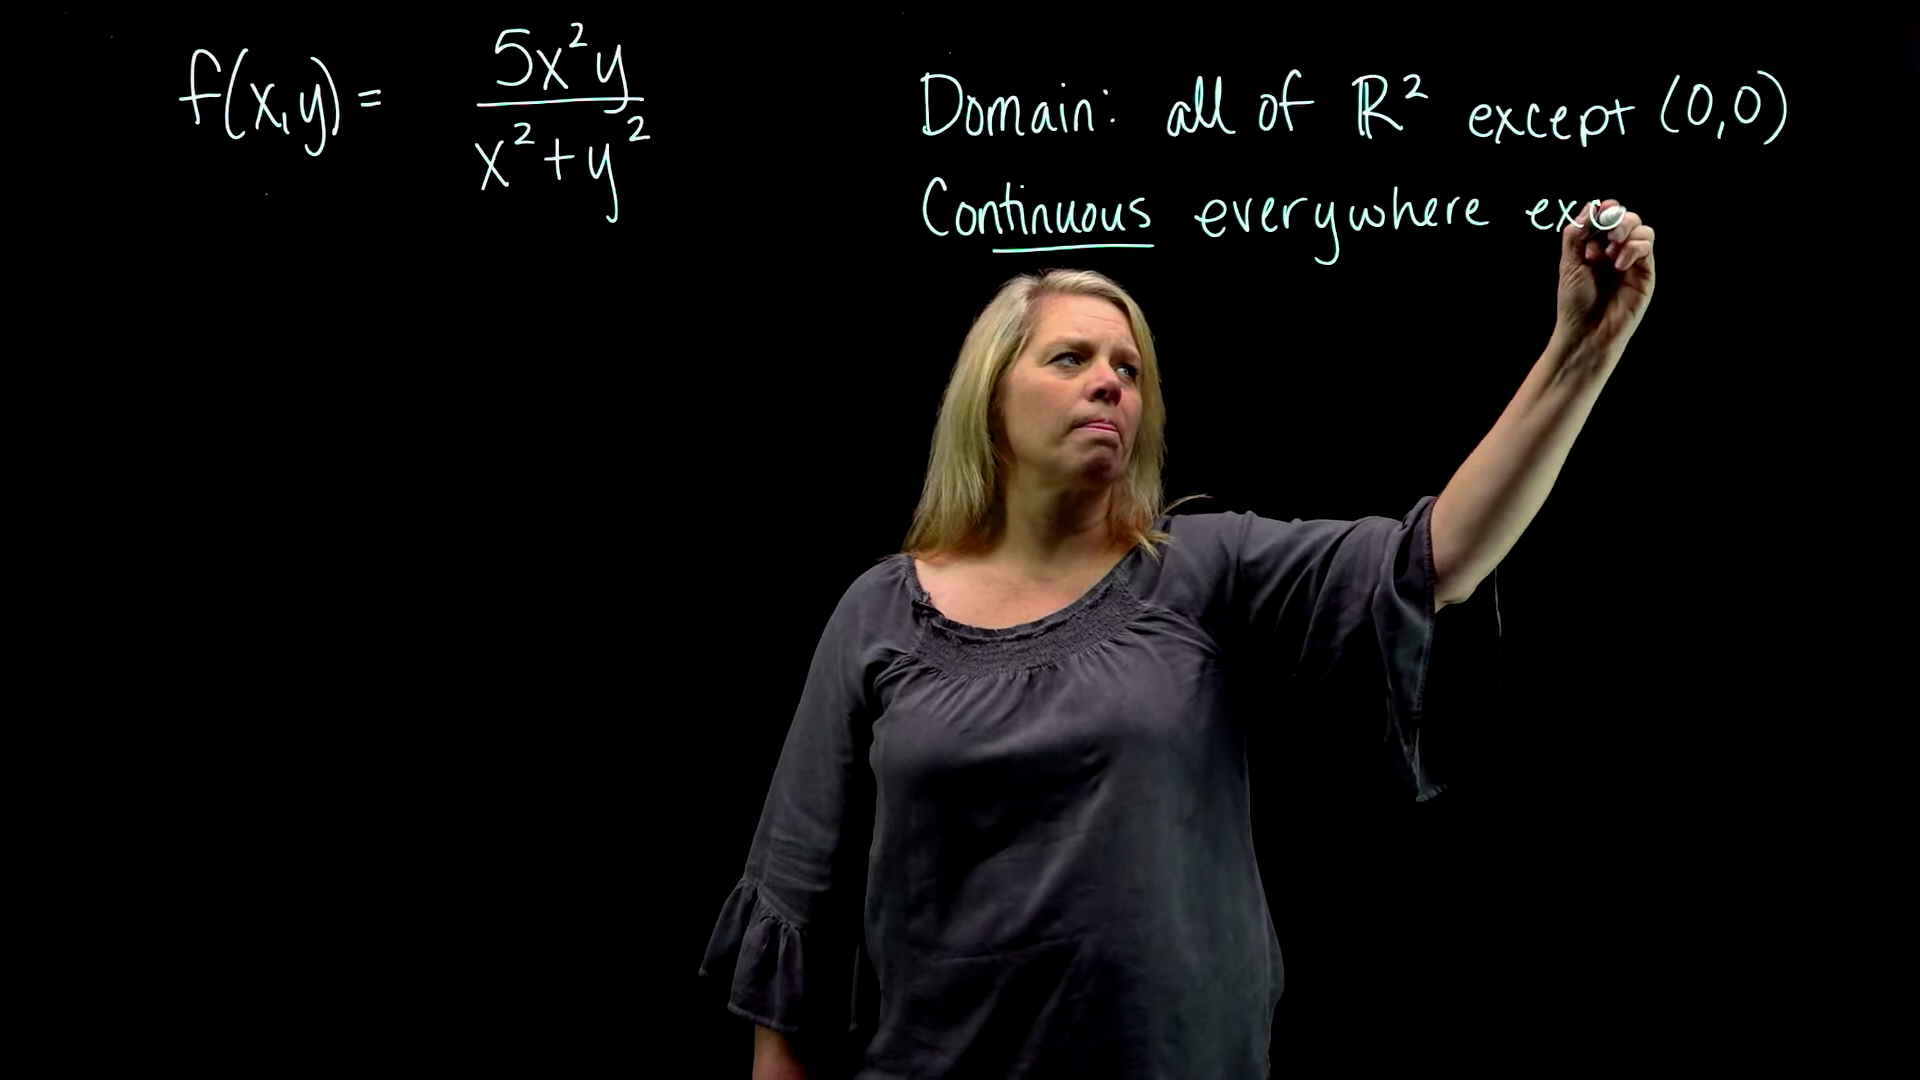 f(x,y) = 5x²y / x²+y²
Domain: all of ℝ² except (0,0)
Continuous everywhere exc